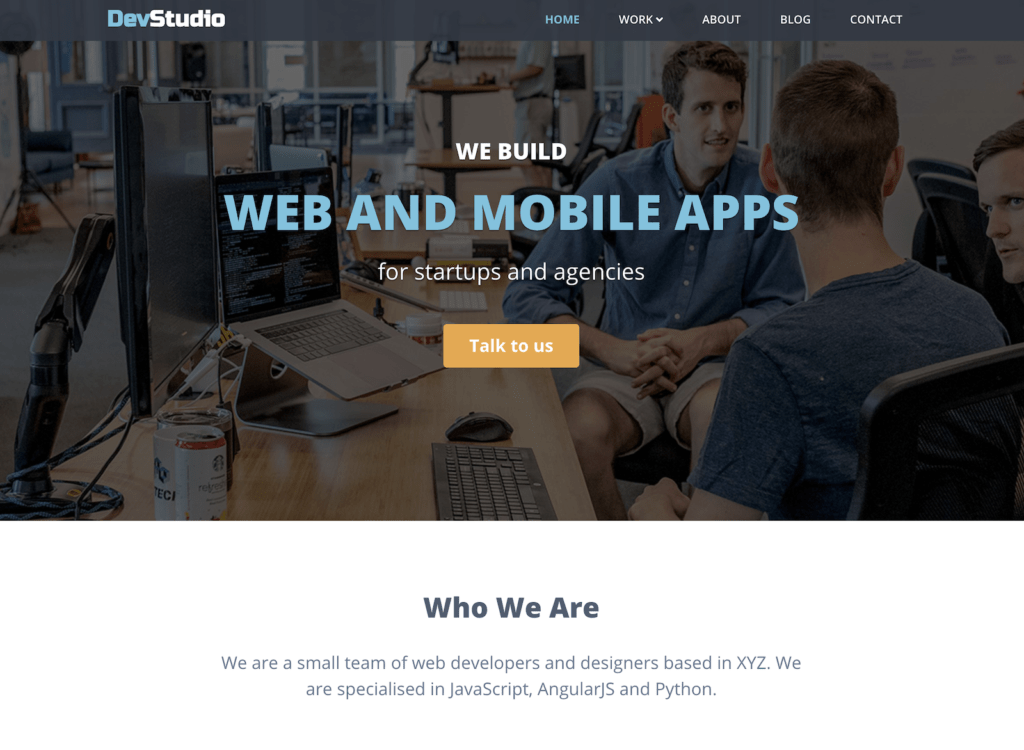 DevStudio
HOME WORK ABOUT BLOG CONTACT
WE BUILD
WEB AND MOBILE APPS
for startups and agencies
Talk to us
TECH
Who We Are
We are a small team of web developers and designers based in XYZ. We
are specialised in JavaScript, AngularJS and Python.